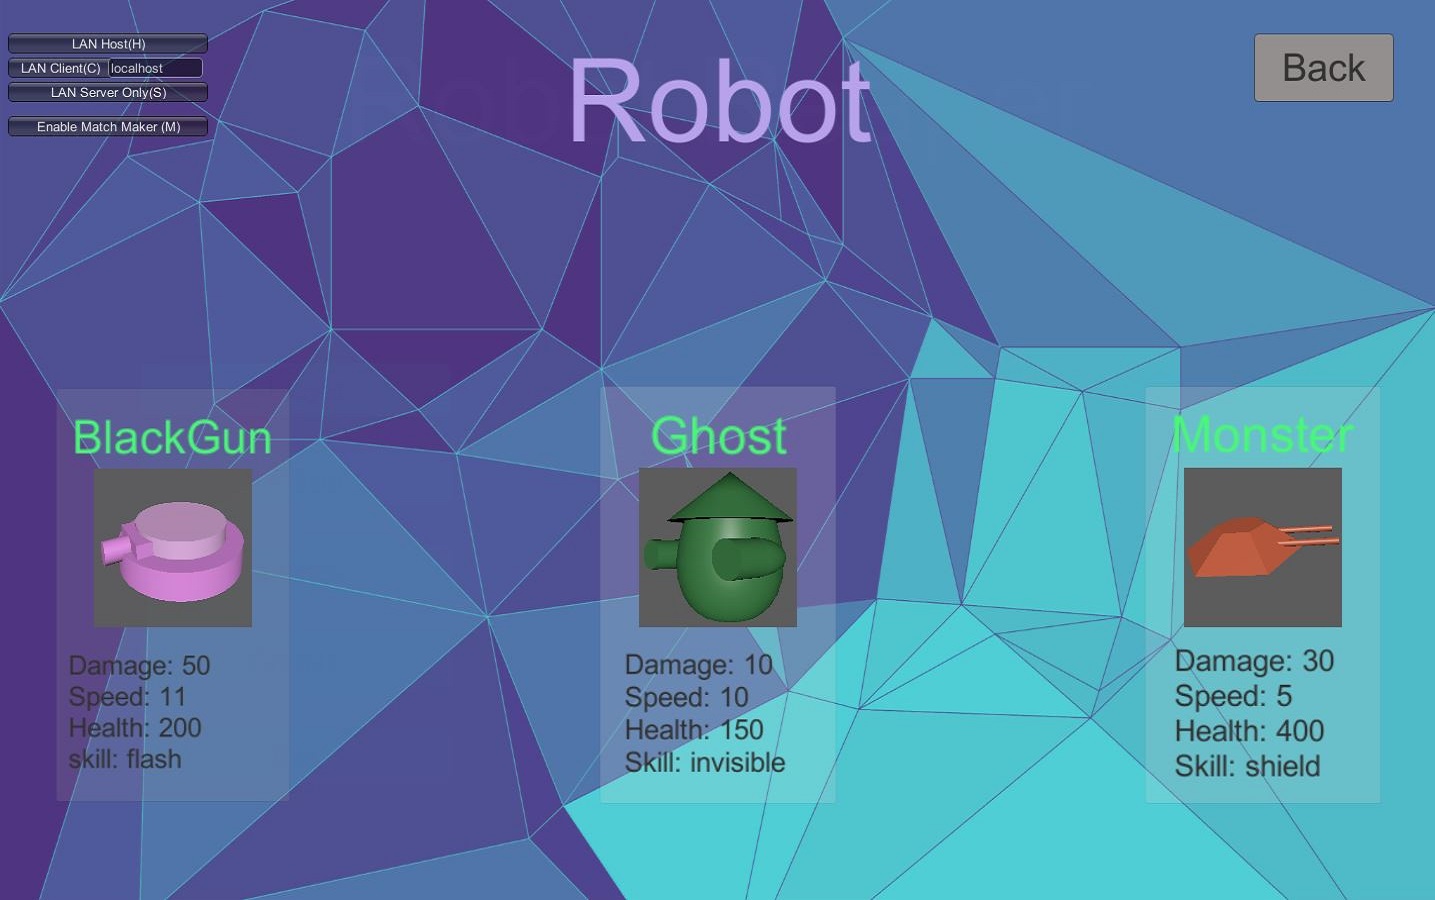 LAN Host(H)
LAN Client(C) localhost
LAN Server Only(S)
Enable Match Maker (M)
Robot
Back
BlackGun
Damage: 50
Speed: 11
Health: 200
skill: flash
Ghost
Damage: 10
Speed: 10
Health: 150
Skill: invisible
Monster
Damage: 30
Speed: 5
Health: 400
Skill: shield